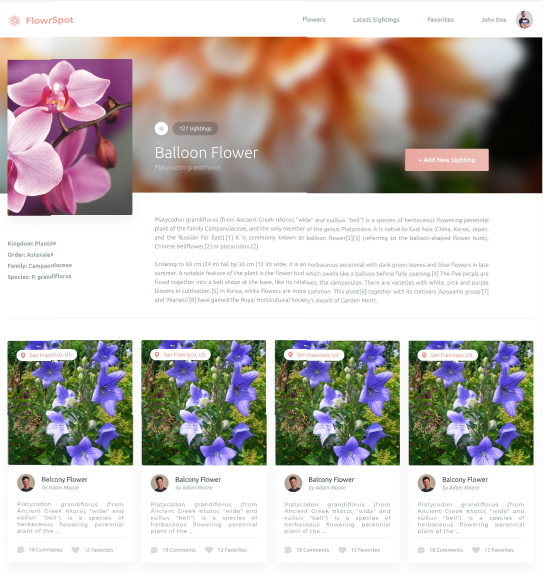 FlowrSpot
Flowers Latest Sightings Favorites John Doe
127 sightings
Balloon Flower
Platycodon grandiflorus
+ Add New Sighting
Kingdom: Plantae
Order: Asterales
Family: Campanulaceae
Species: P. grandiflorus
Platycodon grandiflorus (from Ancient Greek πλατύς "wide" and κώδων "bell") is a species of herbaceous flowering perennial
plant of the family Campanulaceae, and the only member of the genus Platycodon. It is native to East Asia (China, Korea, Japan,
and the Russian Far East).[1] It is commonly known as balloon flower[2][3] (referring to the balloon-shaped flower buds),
Chinese bellflower,[2] or platycodon.[2]
Growing to 60 cm (24 in) tall by 30 cm (12 in) wide, it is an herbaceous perennial with dark green leaves and blue flowers in late
summer. A notable feature of the plant is the flower bud which swells like a balloon before fully opening.[4] The five petals are
fused together into a bell shape at the base, like its relatives, the campanulas. There are varieties with white, pink and purple
blooms in cultivation.[5] In Korea, white flowers are more common. This plant[6] together with its cultivars 'Apoyama group'[7]
and 'Mariesii'[8] have gained the Royal Horticultural Society's Award of Garden Merit.
San Francisco, US
Balcony Flower
by Adam Moore
Platycodon grandiflorus (from
Ancient Greek πλατύς "wide" and
κώδων "bell") is a species of
herbaceous flowering perennial
plant of the ...
18 Comments 12 Favorites
San Francisco, US
Balcony Flower
by Adam Moore
Platycodon grandiflorus (from
Ancient Greek πλατύς "wide" and
κώδων "bell") is a species of
herbaceous flowering perennial
plant of the ...
18 Comments 12 Favorites
San Francisco, US
Balcony Flower
by Adam Moore
Platycodon grandiflorus (from
Ancient Greek πλατύς "wide" and
κώδων "bell") is a species of
herbaceous flowering perennial
plant of the ...
18 Comments 12 Favorites
San Francisco, US
Balcony Flower
by Adam Moore
Platycodon grandiflorus (from
Ancient Greek πλατύς "wide" and
κώδων "bell") is a species of
herbaceous flowering perennial
plant of the ...
18 Comments 12 Favorites